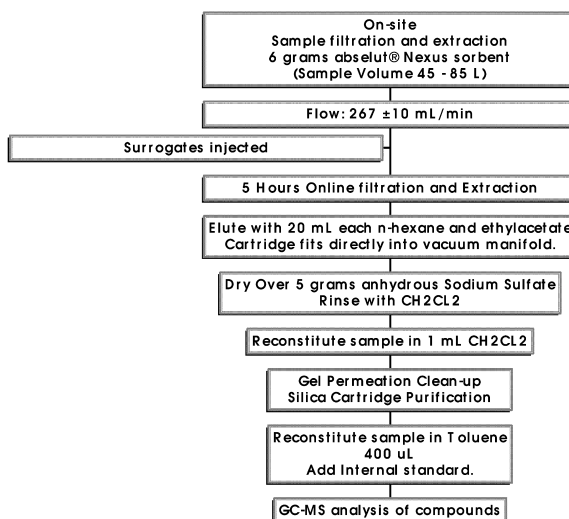 On-site
Sample filtration and extraction
6 grams abselut® Nexus sorbent
(Sample Volume 45 - 85 L)
Flow: 267 ±10 mL/min
Surrogates injected
5 Hours Online filtration and Extraction
Elute with 20 mL each n-hexane and ethylacetate
Cartridge fits directly into vacuum manifold.
Dry Over 5 grams anhydrous Sodium Sulfate
Rinse with CH2CL2
Reconstitute sample in 1 mL CH2CL2
Gel Permeation Clean-up
Silica Cartridge Purification
Reconstitute sample in Toluene
400 uL
Add Internal standard.
GC-MS analysis of compounds